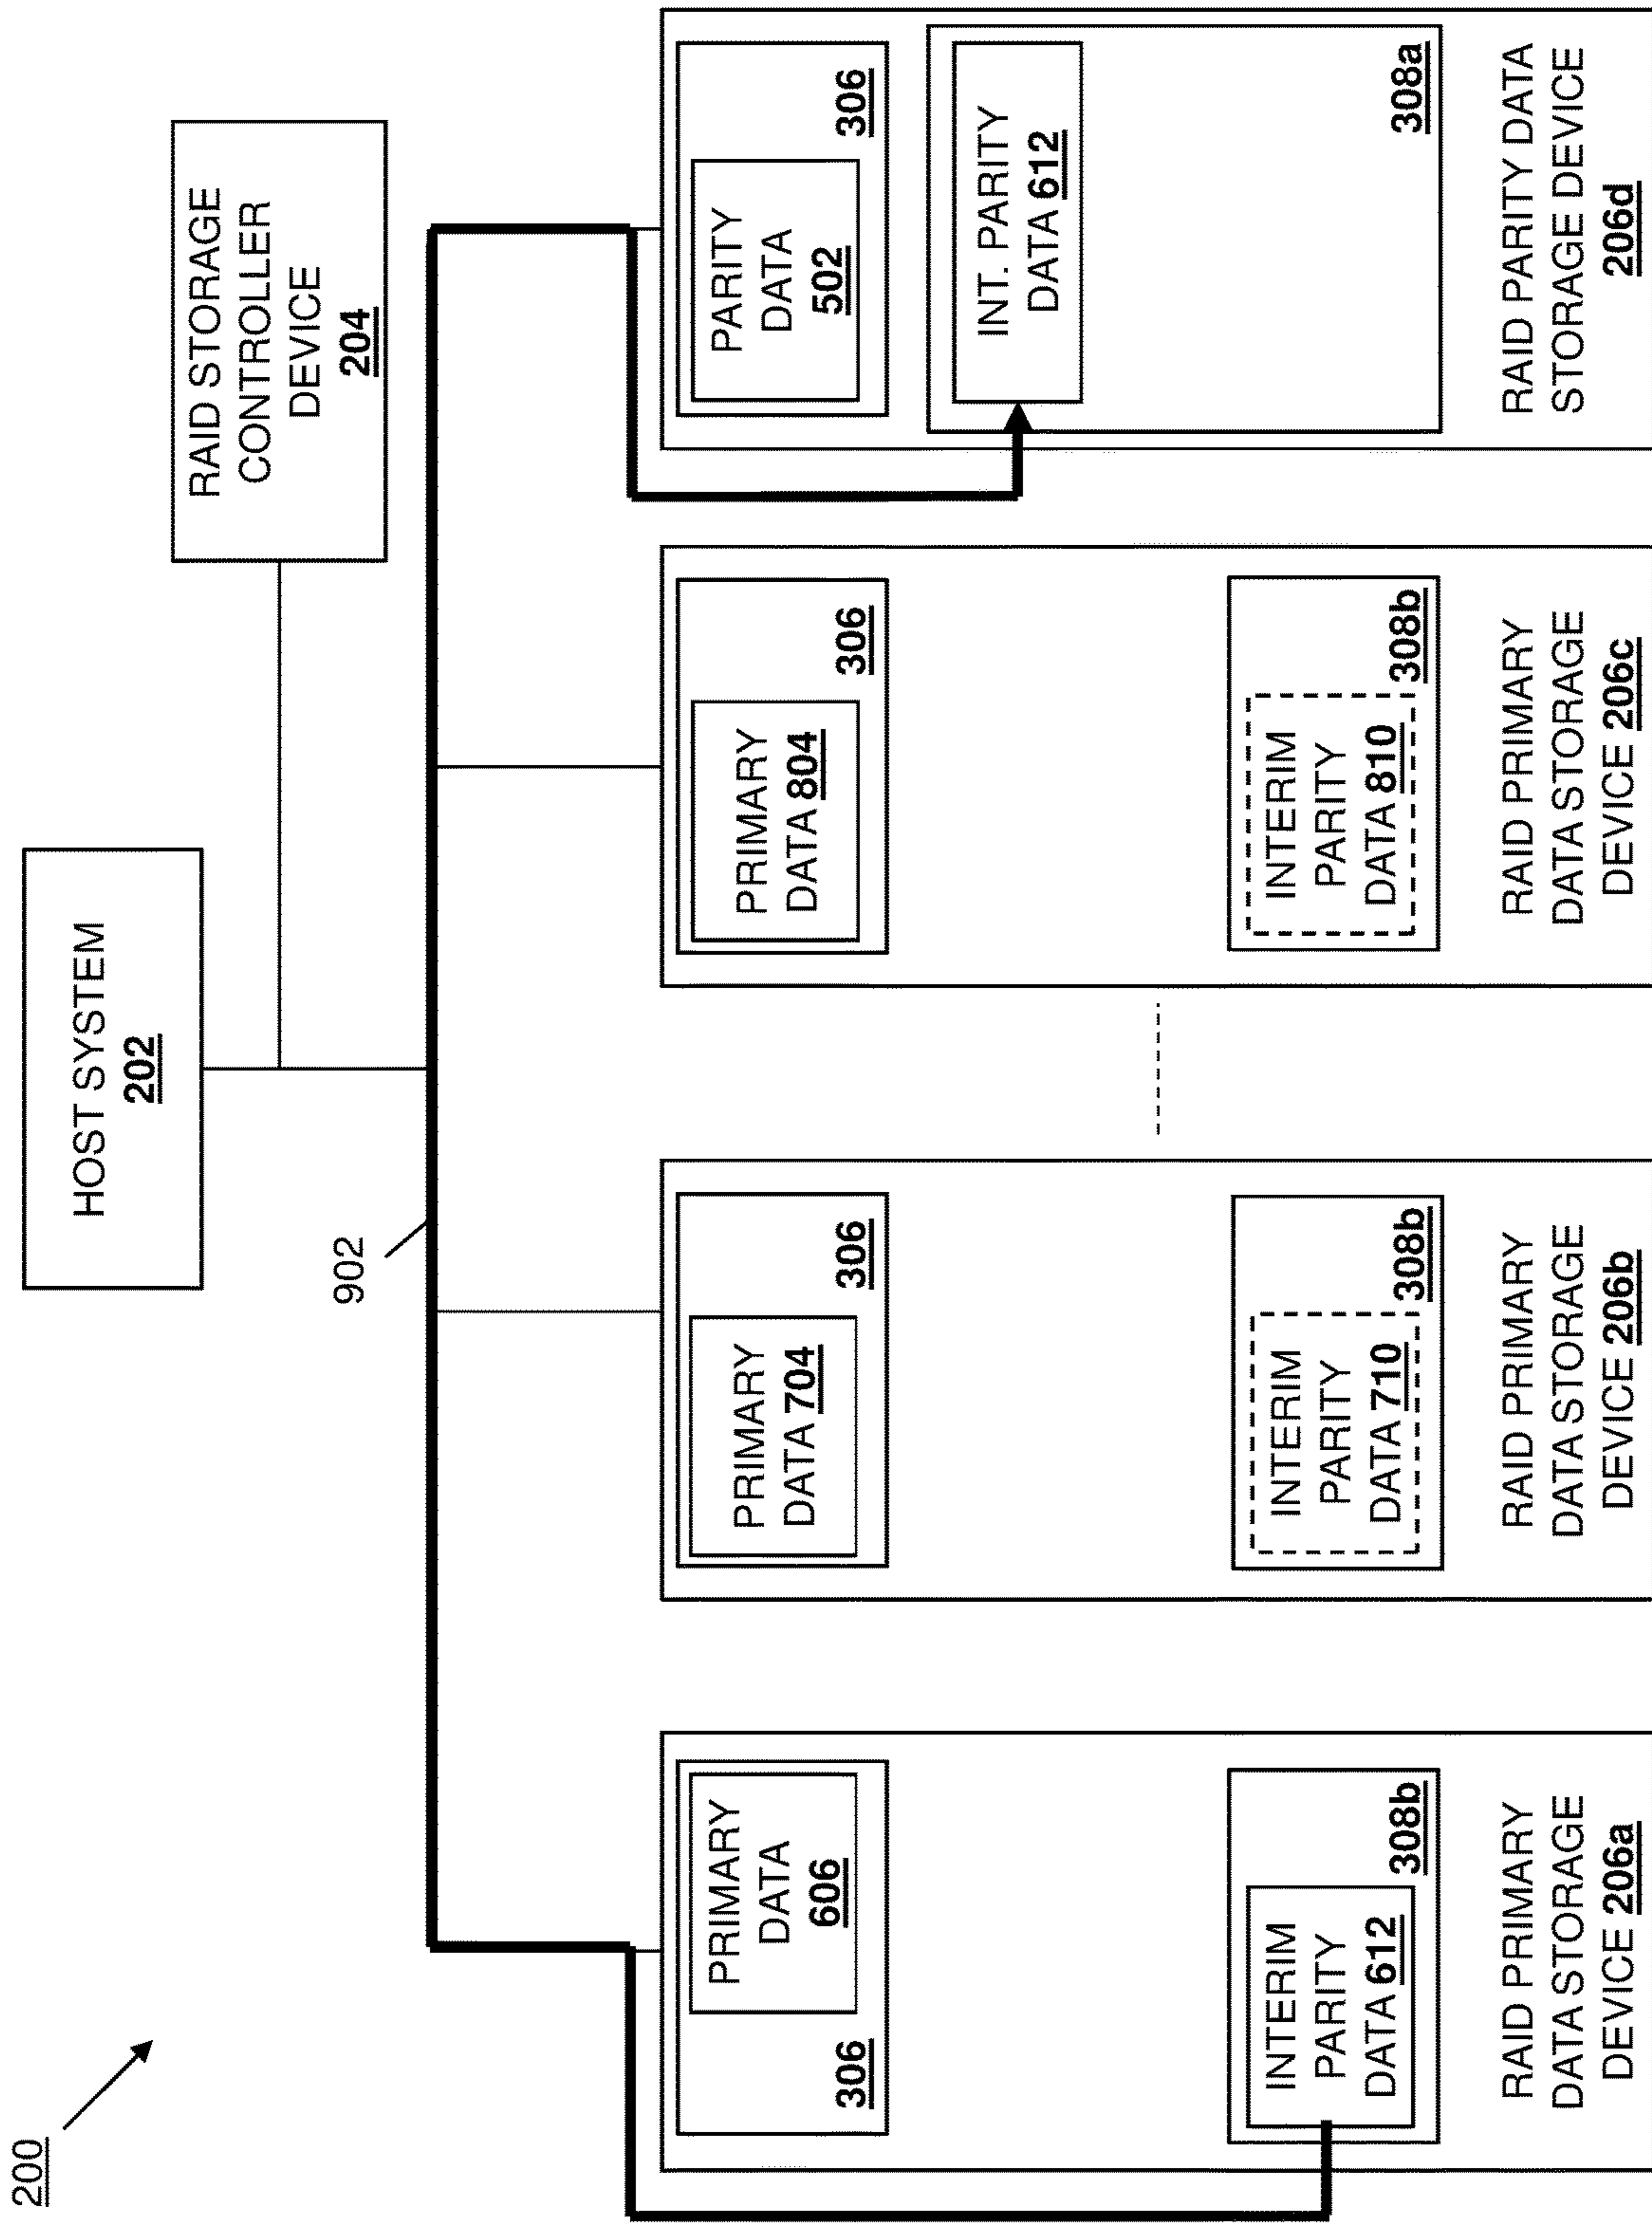 200
HOST SYSTEM
202
RAID STORAGE
CONTROLLER
DEVICE
204
902
PRIMARY
DATA
606
306
INTERIM
PARITY
DATA 612
308b
RAID PRIMARY
DATA STORAGE
DEVICE 206a
PRIMARY
DATA 704
306
INTERIM
PARITY
DATA 710
308b
RAID PRIMARY
DATA STORAGE
DEVICE 206b
PRIMARY
DATA 804
306
INTERIM
PARITY
DATA 810
308b
RAID PRIMARY
DATA STORAGE
DEVICE 206c
PARITY
DATA
502
306
INT. PARITY
DATA 612
308a
RAID PARITY DATA
STORAGE DEVICE
206d